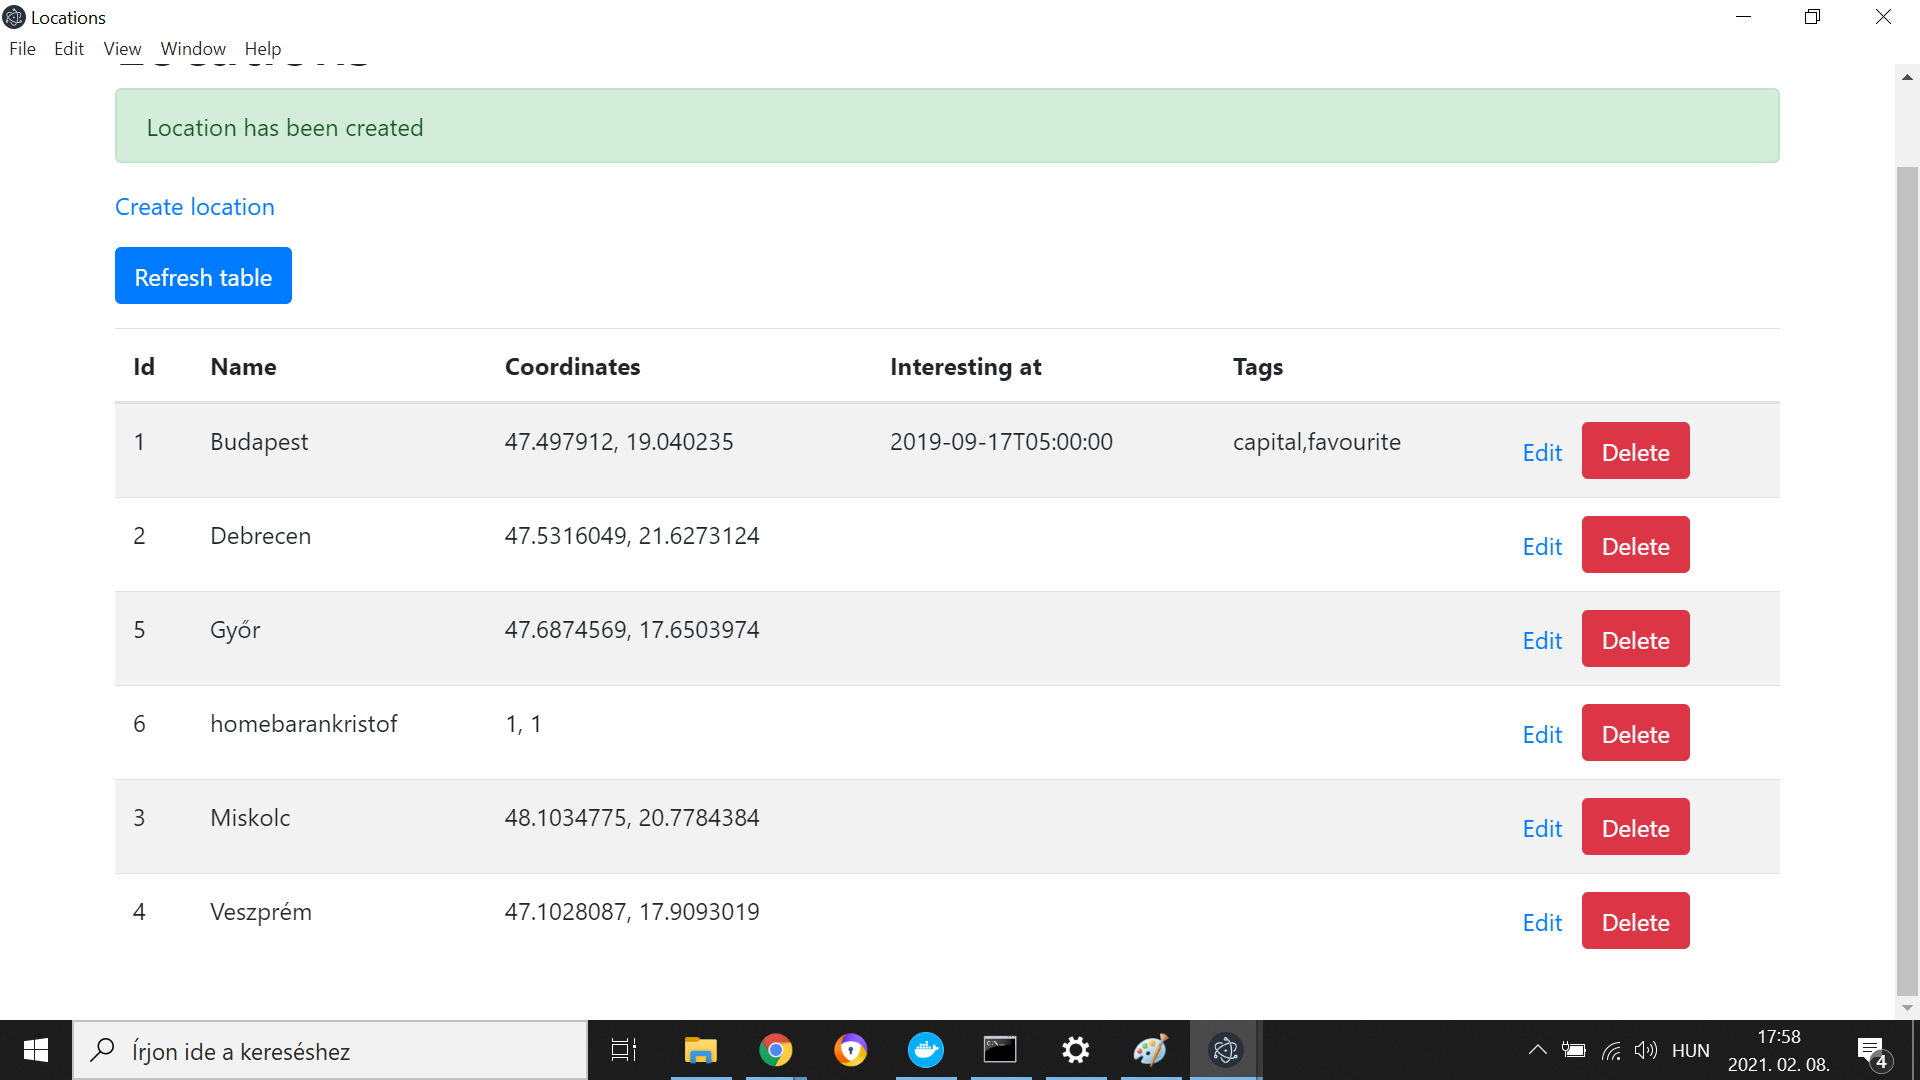 Locations
File Edit View Window Help
Locations
Location has been created
Create location
Refresh table
Id Name Coordinates Interesting at Tags
1 Budapest 47.497912, 19.040235 2019-09-17T05:00:00 capital,favourite Edit Delete
2 Debrecen 47.5316049, 21.6273124 Edit Delete
5 Győr 47.6874569, 17.6503974 Edit Delete
6 homebarankristof 1, 1 Edit Delete
3 Miskolc 48.1034775, 20.7784384 Edit Delete
4 Veszprém 47.1028087, 17.9093019 Edit Delete
Írjon ide a kereséshez
HUN
17:58
2021. 02. 08.
4